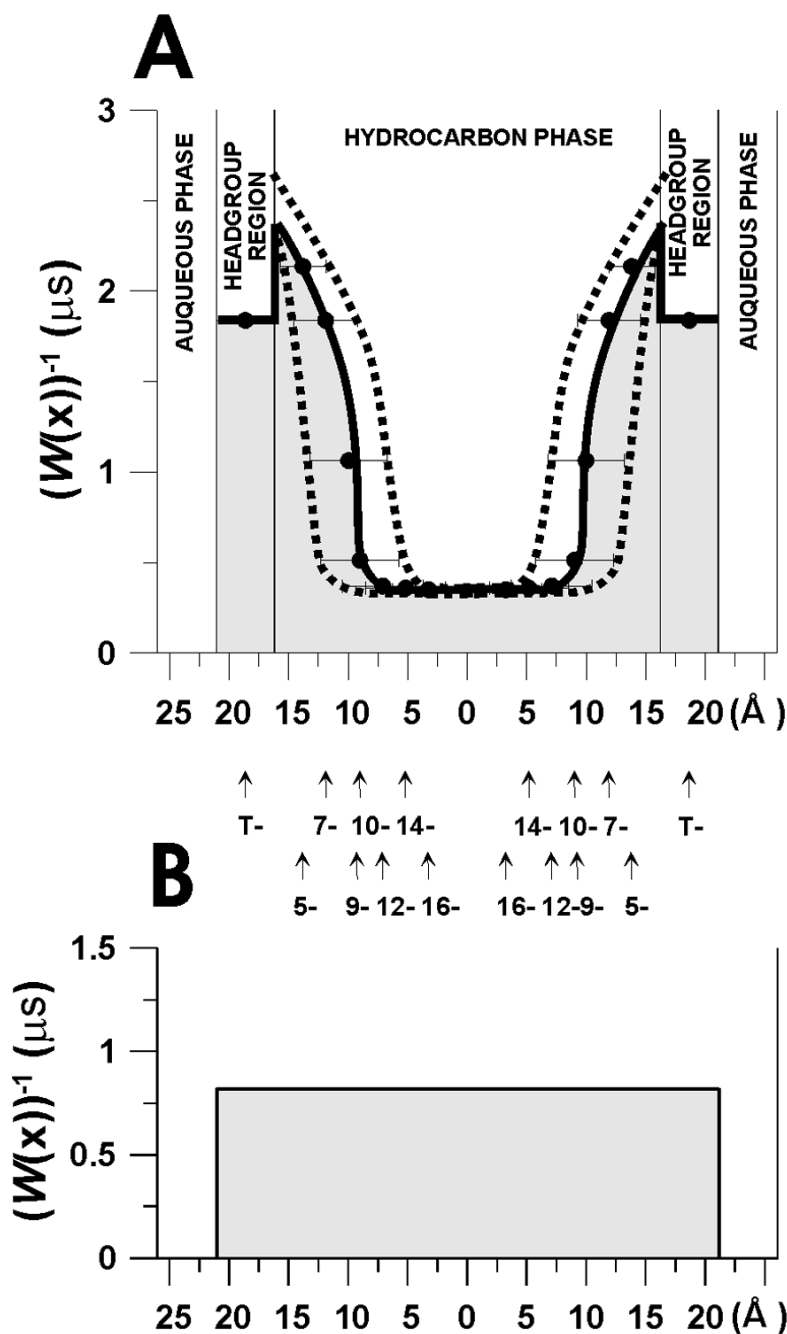 A
AUQUEOUS PHASE
HEADGROUP
REGION
HYDROCARBON PHASE
HEADGROUP
REGION
AUQUEOUS PHASE
(W(x))-1 (µs)
3
2
1
0
25 20 15 10 5 0 5 10 15 20 (Å )
T- 7- 10- 14- 14- 10- 7- T-
5- 9- 12- 16- 16- 12- 9- 5-
B
(W(x))-1 (µs)
1.5
1
0.5
0
25 20 15 10 5 0 5 10 15 20 (Å )